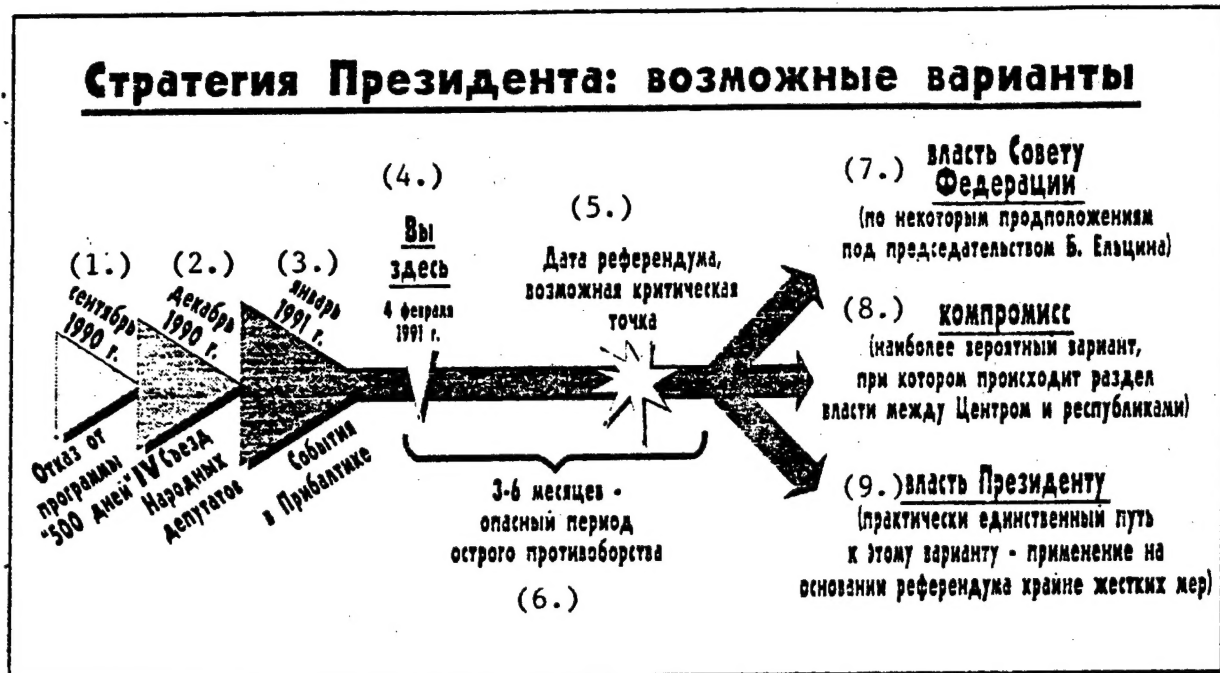 Стратегия Президента: возможные варианты
(1.)
сентябрь
1990 г.
Отказ от
программы
"500 дней"
(2.)
декабрь
1990 г.
IV Съезд
Народных
депутатов
(3.)
январь
1991 г.
События
в Прибалтике
(4.)
Вы
здесь
4 февраля
1991 г.
(5.)
Дата референдума,
возможная критическая
точка
3-6 месяцев -
опасный период
острого противоборства
(6.)
(7.) власть Совету
Федерации
(по некоторым продположениям
под председательством Б. Ельцина)
(8.) компромисс
(наиболее вероятный вариант,
при котором происходит раздел
власти между Центром и республиками)
(9.) власть Президенту
(практически единственный путь
к этому варианту - применение на
основании референдума крайне жестких мер)